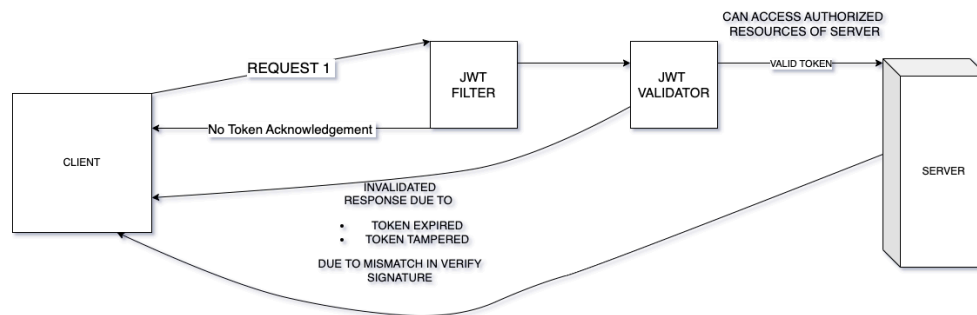 CAN ACCESS AUTHORIZED
RESOURCES OF SERVER
REQUEST 1
JWT
FILTER
JWT
VALIDATOR
VALID TOKEN
No Token Acknowledgement
CLIENT
SERVER
INVALIDATED
RESPONSE DUE TO
• TOKEN EXPIRED
• TOKEN TAMPERED
DUE TO MISMATCH IN VERIFY
SIGNATURE